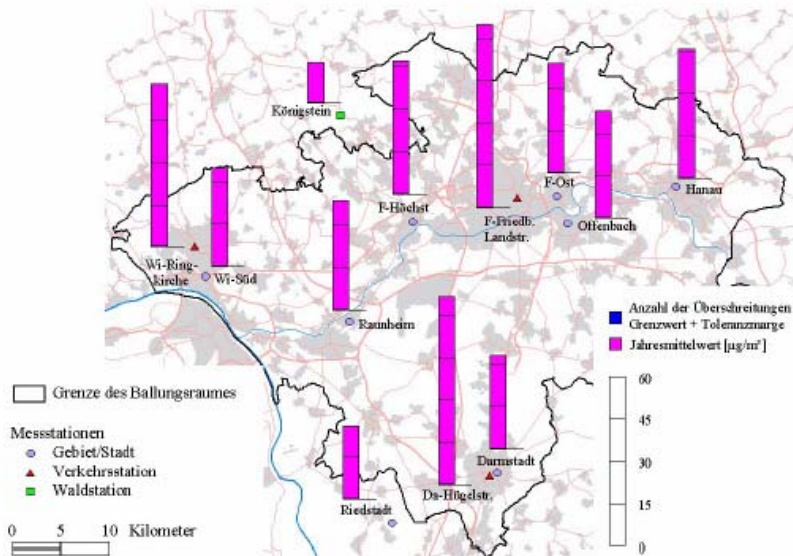 Königstein
F-Höchst
F-Friedb.
Landstr.
F-Ost
Offenbach
Hanau
Wi-Ring-
kirche
Wi-Süd
Raunheim
Anzahl der Überschreitungen
Grenzwert + Toleranzmarge
Jahresmittelwert [µg/m³]
Grenze des Ballungsraumes
Messstationen
Gebiet/Stadt
Verkehrsstation
Waldstation
0 5 10 Kilometer
Riedstadt
Da-Hügelstr.
Darmstadt
60
45
30
15
0